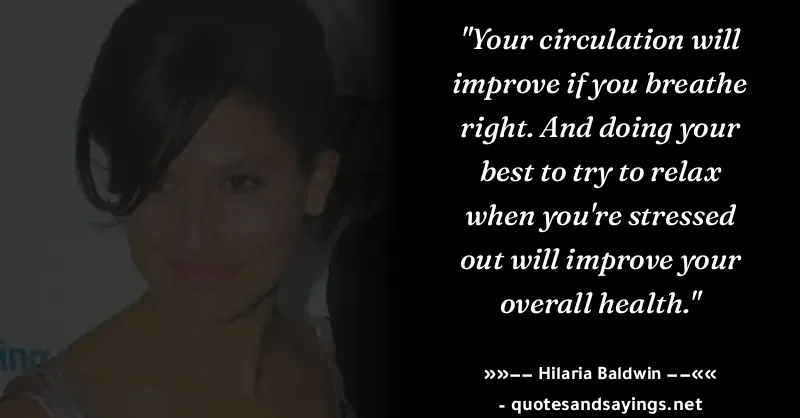 "Your circulation will
improve if you breathe
right. And doing your
best to try to relax
when you're stressed
out will improve your
overall health."
»»—— Hilaria Baldwin ——««
- quotesandsayings.net
ing